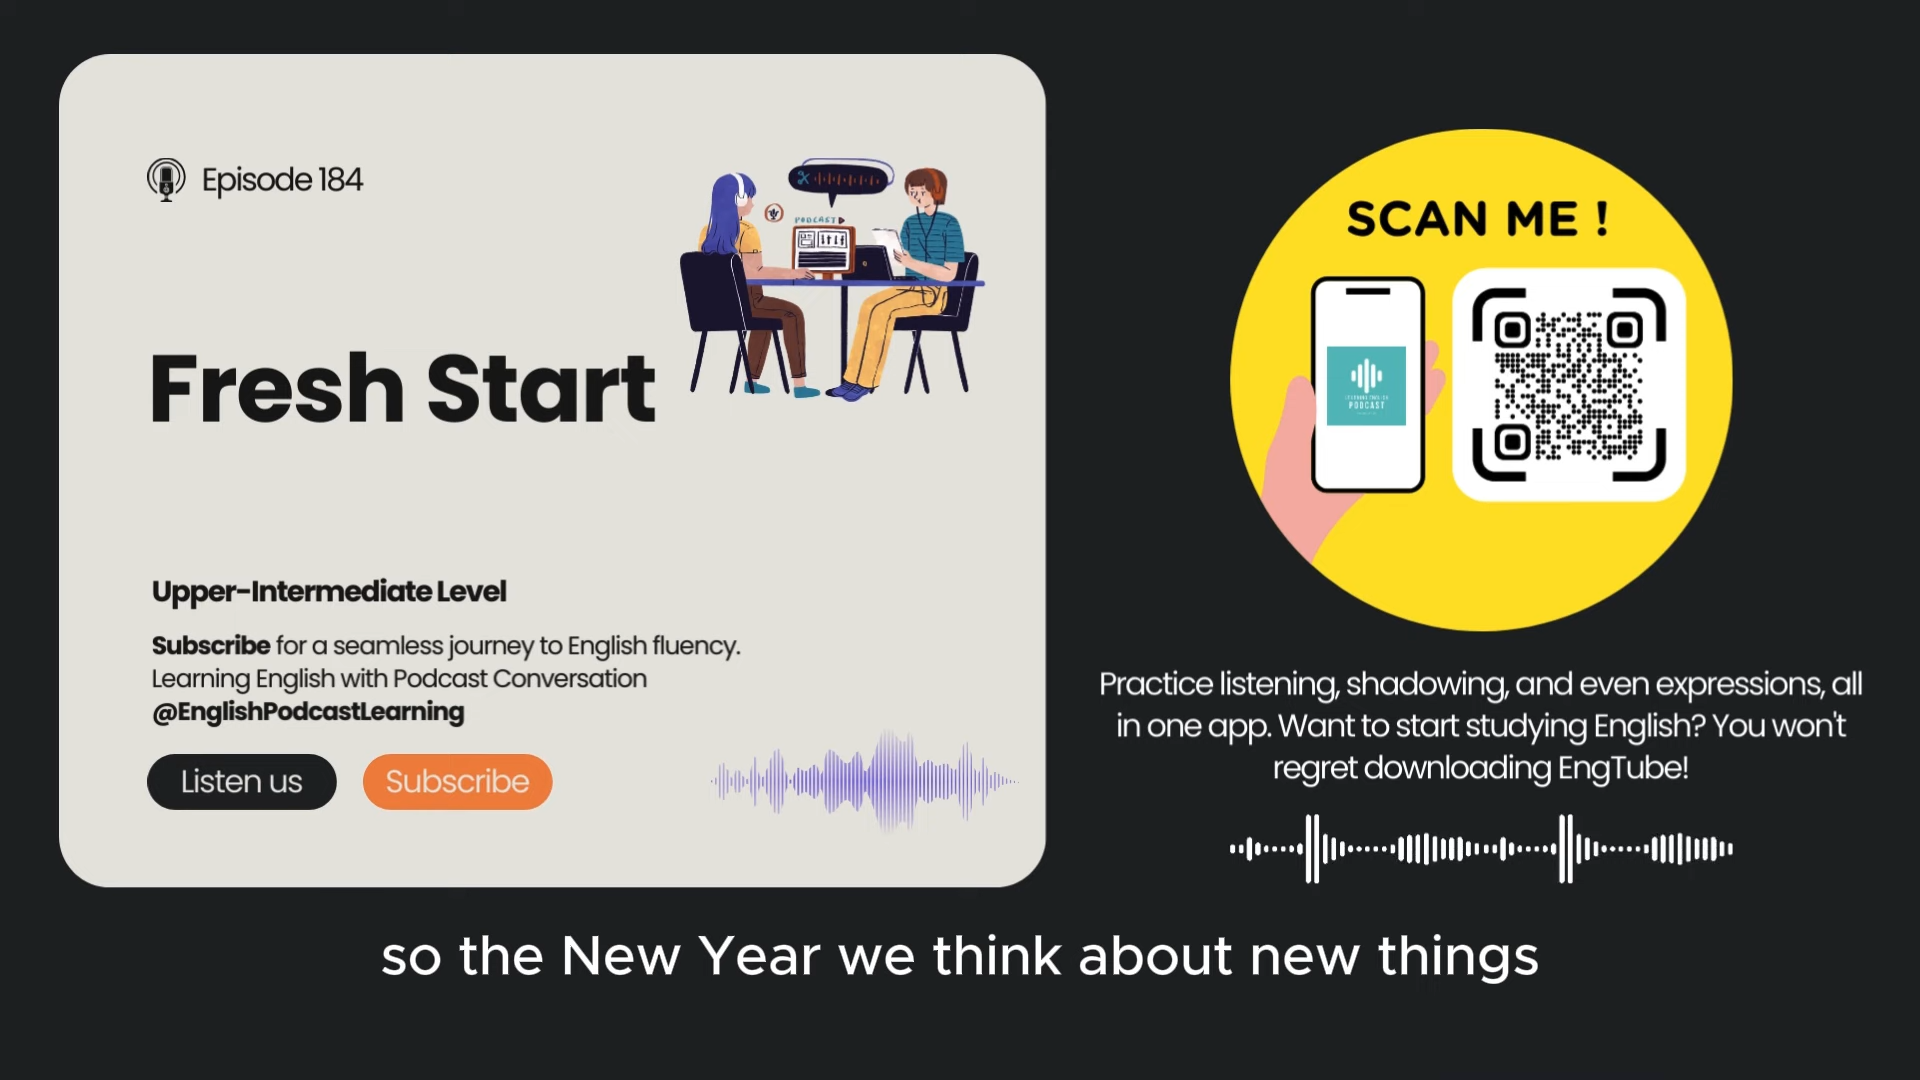 Episode 184
PODCAST
Fresh Start
Upper-Intermediate Level
Subscribe for a seamless journey to English fluency.
Learning English with Podcast Conversation
@EnglishPodcastLearning
Listen us
Subscribe
SCAN ME !
PODCAST
Practice listening, shadowing, and even expressions, all
in one app. Want to start studying English? You won't
regret downloading EngTube!
so the New Year we think about new things